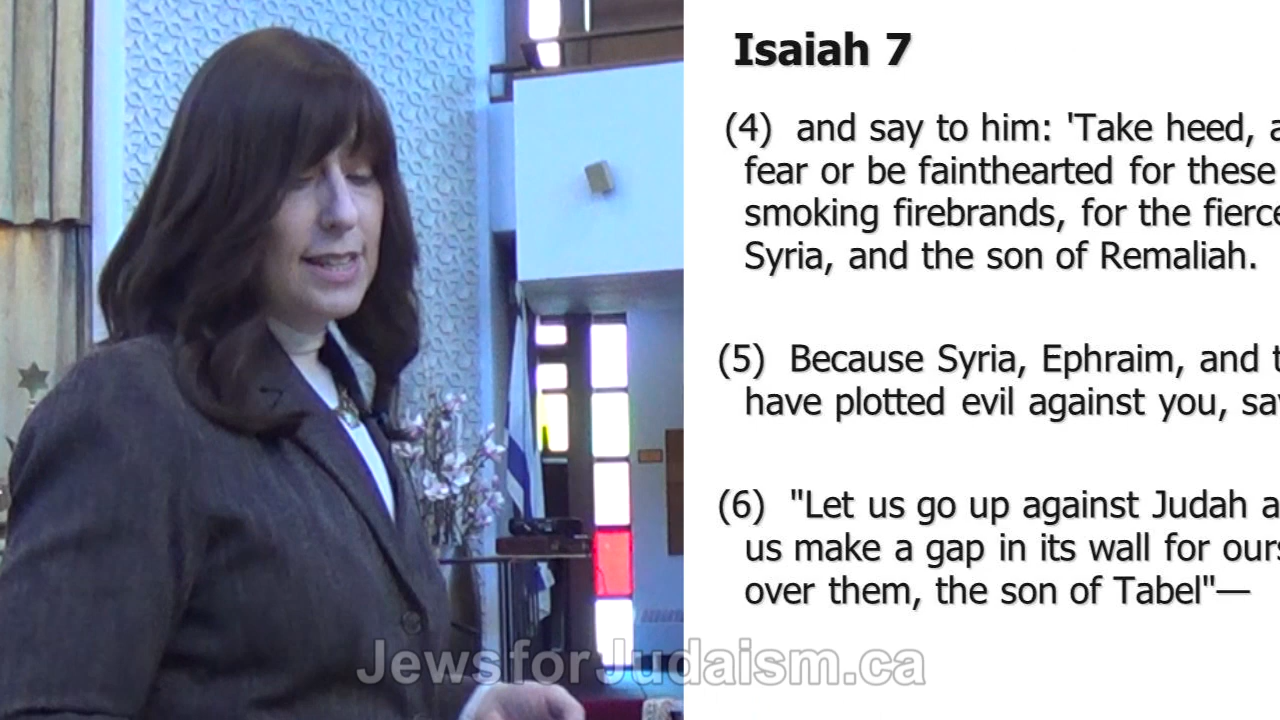 Isaiah 7
(4) and say to him: 'Take heed,
fear or be fainthearted for these
smoking firebrands, for the
Syria, and the son of Remaliah.
(5) Because Syria, Ephraim, and
have plotted evil against you,
(6) "Let us go up against Judah
us make a gap in its wall for
over them, the son of Tabel"—
JewsforJudaism.ca